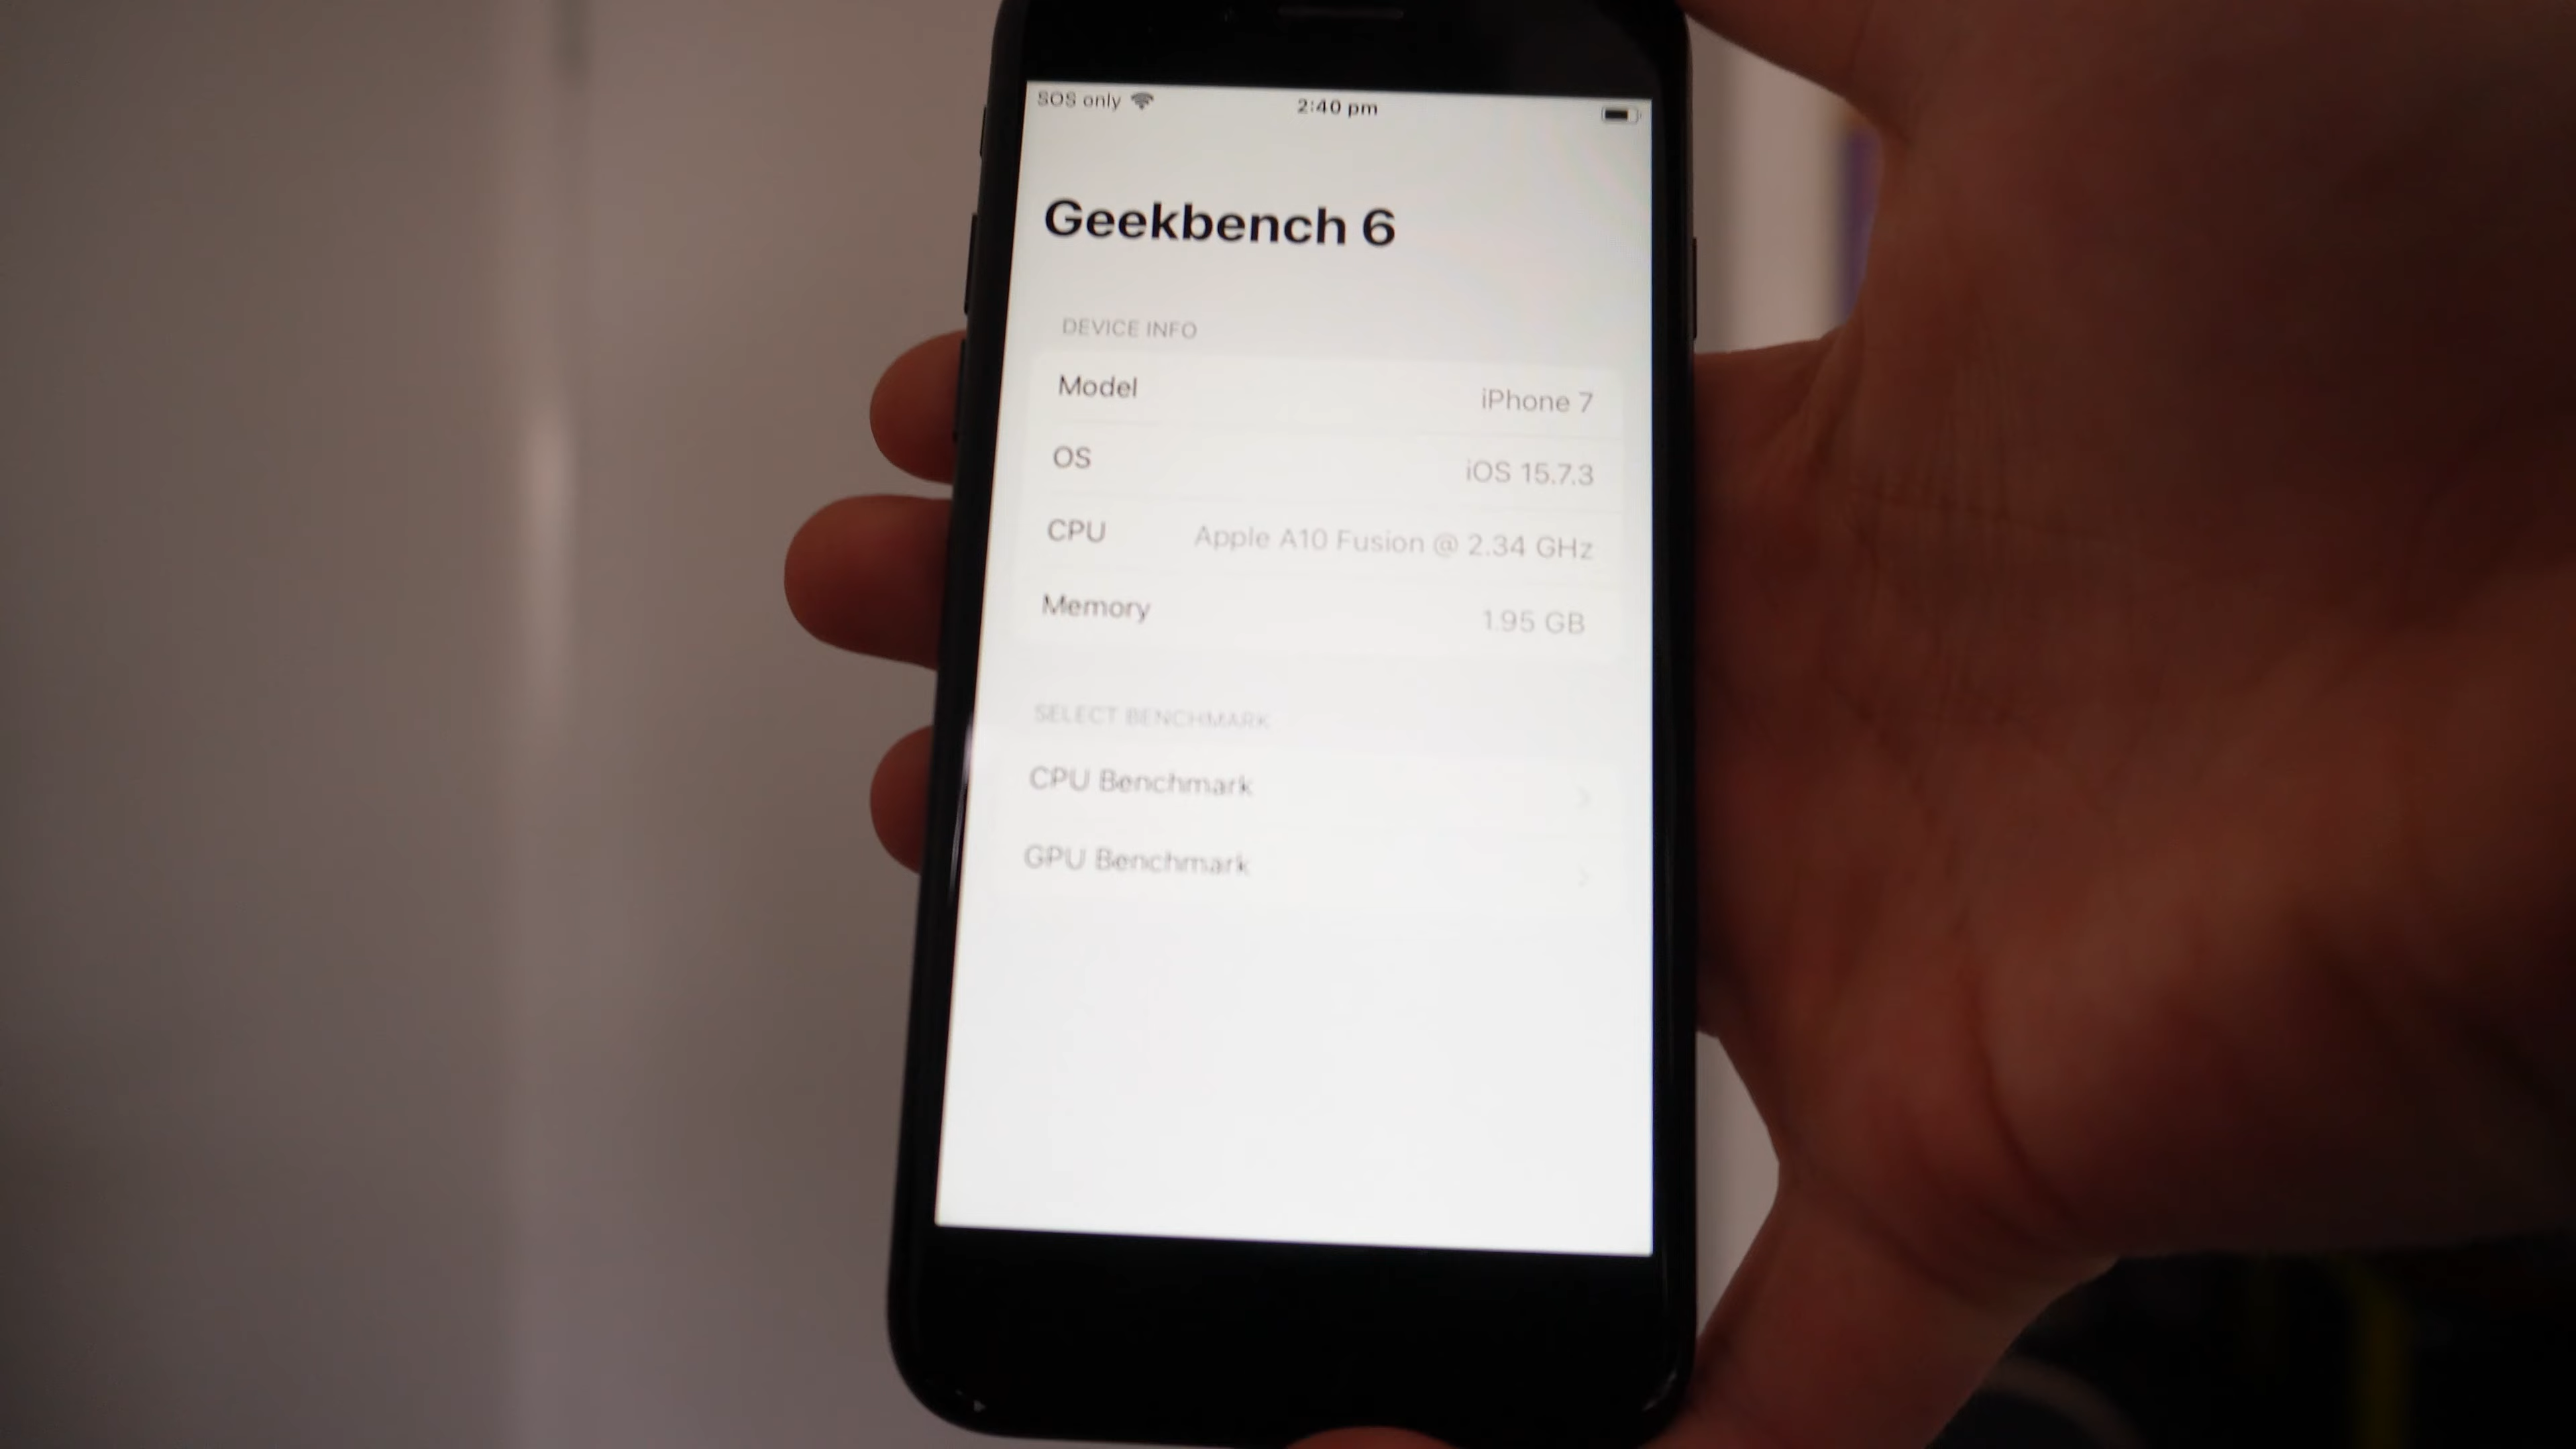 SOS only 2:40 pm
Geekbench 6
DEVICE INFO
Model iPhone 7
OS iOS 15.7.3
CPU Apple A10 Fusion @ 2.34 GHz
Memory 1.95 GB
SELECT BENCHMARK
CPU Benchmark
GPU Benchmark